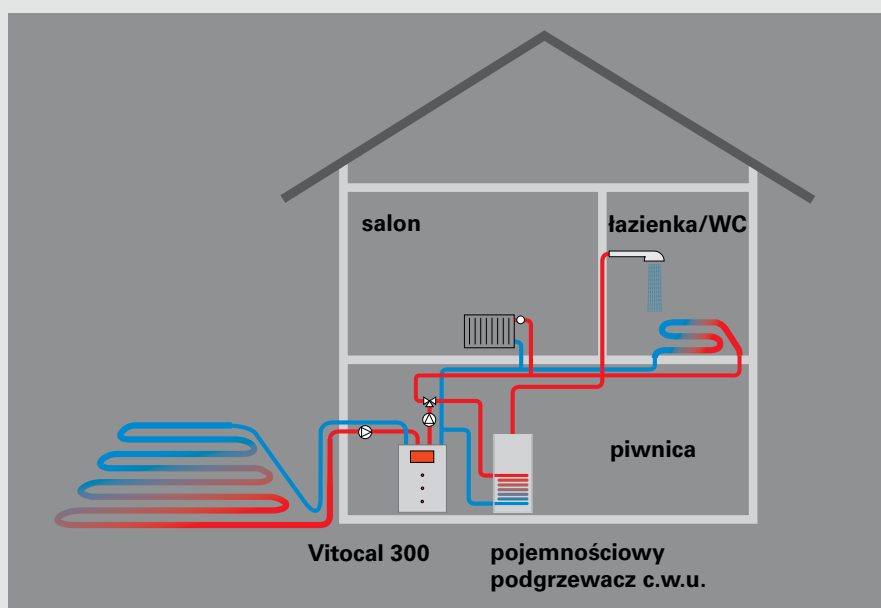 salon
łazienka/WC
piwnica
Vitocal 300
pojemnościowy
podgrzewacz c.w.u.